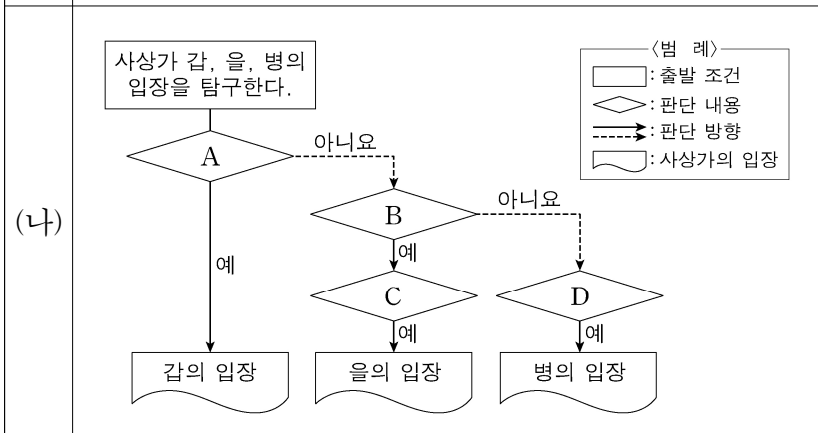 (나)
사상가 갑, 을, 병의
입장을 탐구한다.
〈범 례〉
: 출발 조건
: 판단 내용
: 판단 방향
: 사상가의 입장
A
아니요
예
B
아니요
예
C
예
D
예
갑의 입장
을의 입장
병의 입장